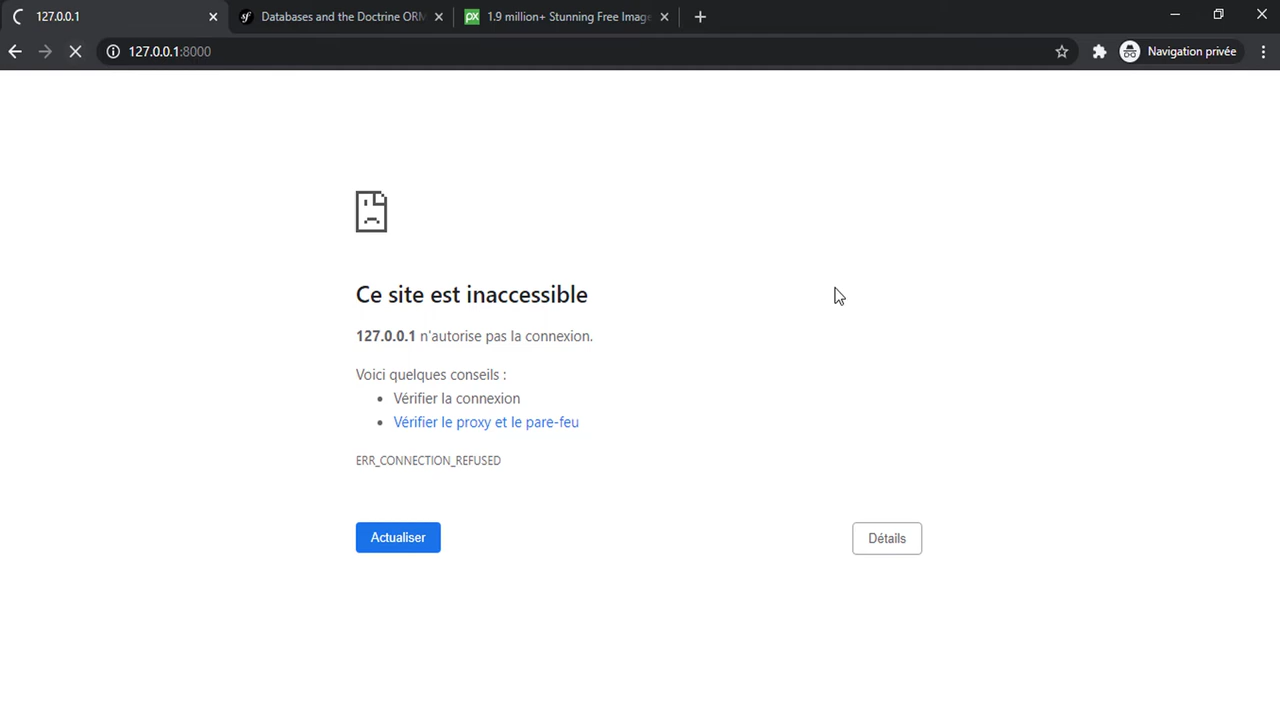 127.0.0.1
Databases and the Doctrine ORM
1.9 million+ Stunning Free Image
127.0.0.1:8000
Navigation privée
Ce site est inaccessible
127.0.0.1 n'autorise pas la connexion.
Voici quelques conseils :
• Vérifier la connexion
• Vérifier le proxy et le pare-feu
ERR_CONNECTION_REFUSED
Actualiser
Détails